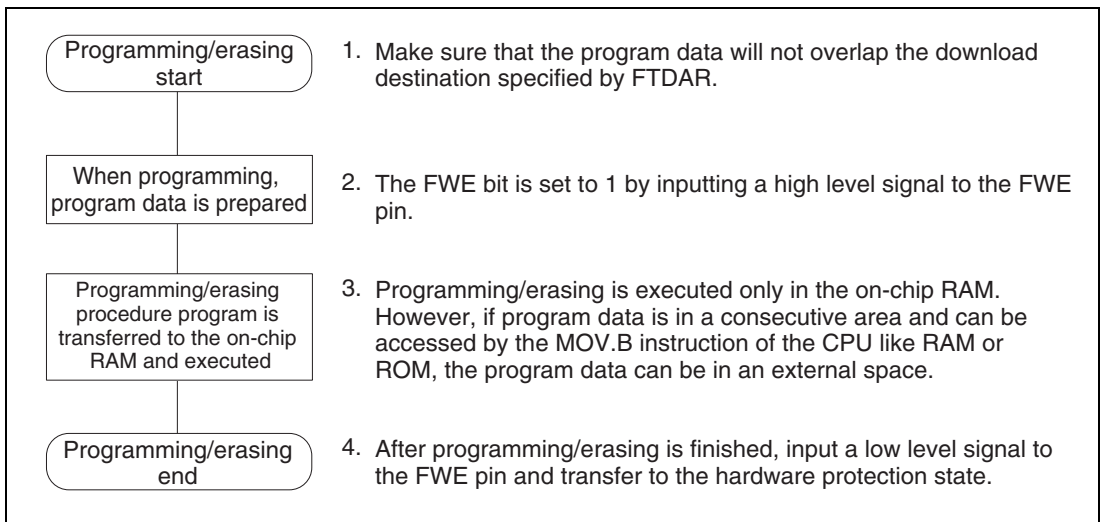 Programming/erasing
start
1. Make sure that the program data will not overlap the download
destination specified by FTDAR.
When programming,
program data is prepared
2. The FWE bit is set to 1 by inputting a high level signal to the FWE
pin.
Programming/erasing
procedure program is
transferred to the on-chip
RAM and executed
3. Programming/erasing is executed only in the on-chip RAM.
However, if program data is in a consecutive area and can be
accessed by the MOV.B instruction of the CPU like RAM or
ROM, the program data can be in an external space.
Programming/erasing
end
4. After programming/erasing is finished, input a low level signal to
the FWE pin and transfer to the hardware protection state.